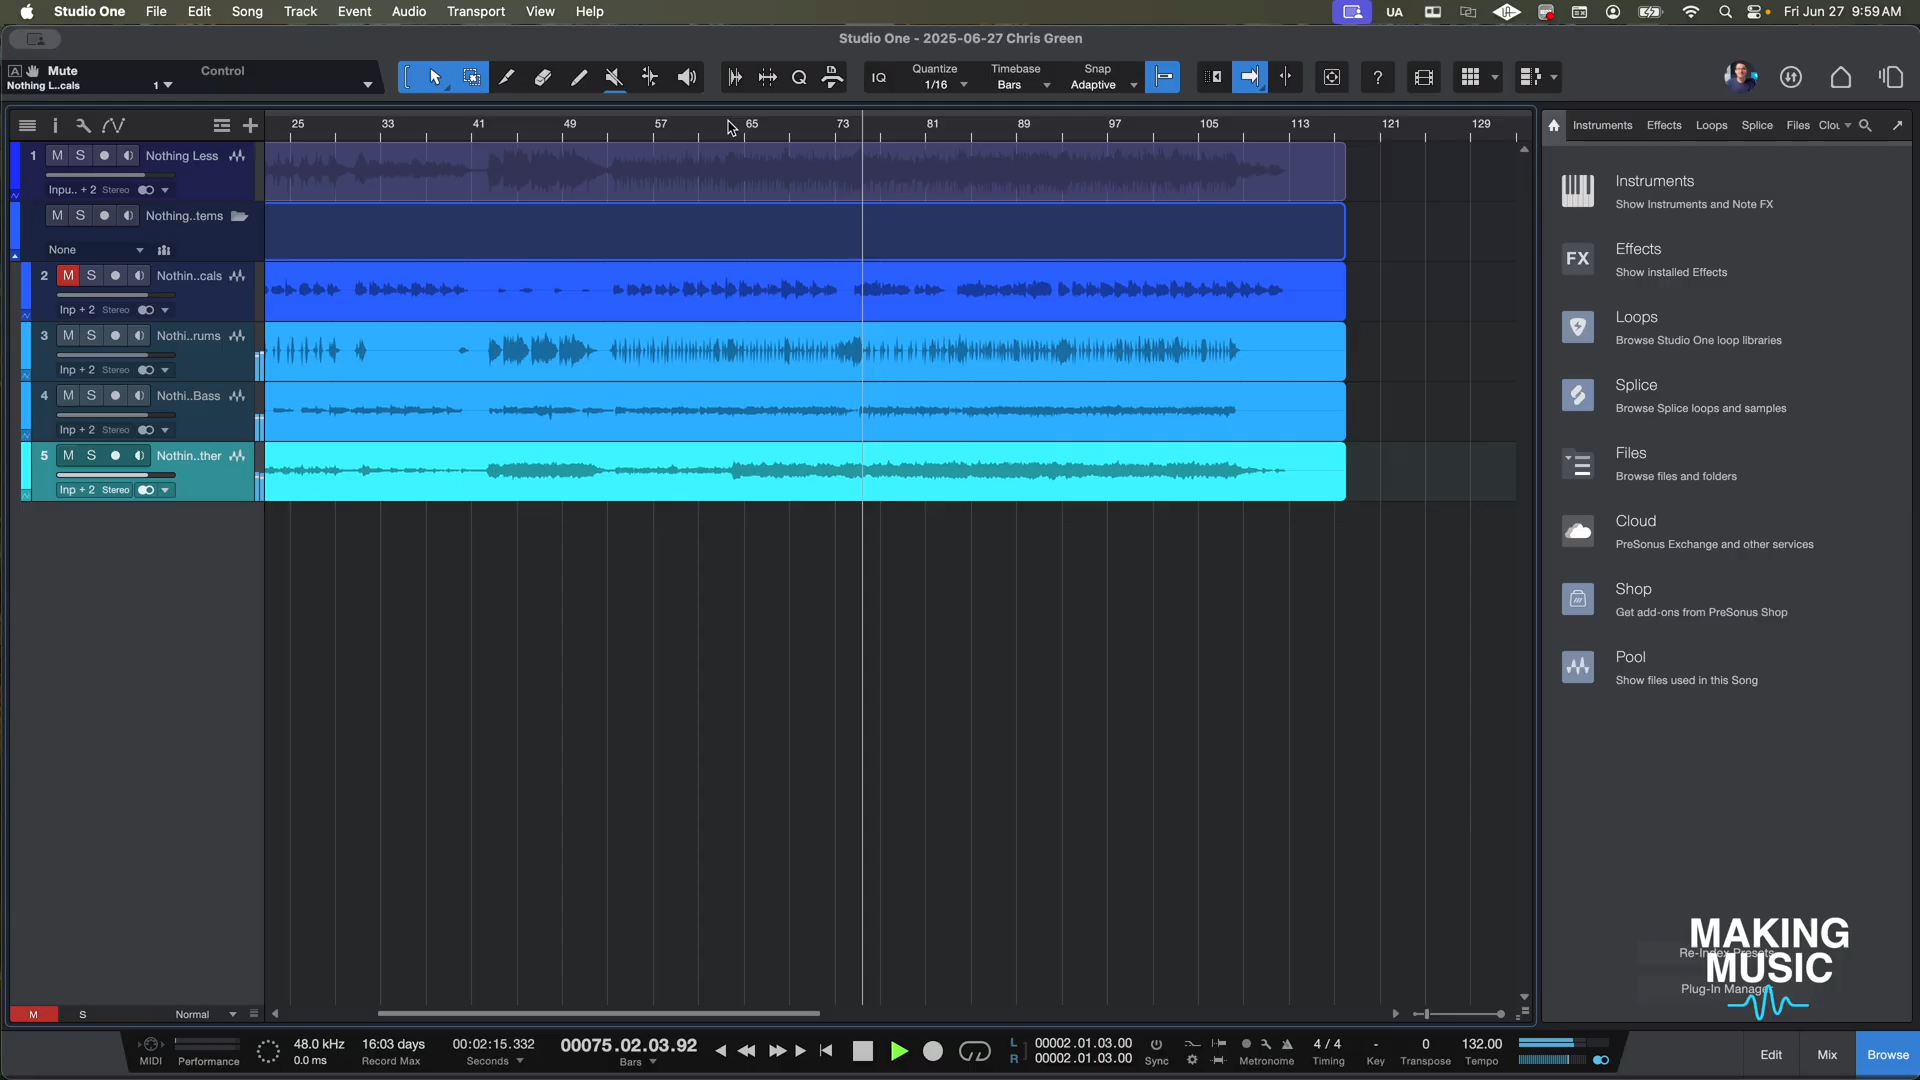 Studio One File Edit Song Track Event Audio Transport View Help
UA Fri Jun 27 9:59 AM
Studio One - 2025-06-27 Chris Green
A Mute
Nothing L..cals 1
Control
IQ
Quantize
1/16
Timebase
Bars
Snap
Adaptive
?
25 33 41 49 57 65 73 81 89 97 105 113 121 129
1 M S Nothing Less
Inpu.. + 2 Stereo
M S Nothing..tems
None
2 M S Nothin..cals
Inp + 2 Stereo
3 M S Nothi..rums
Inp + 2 Stereo
4 M S Nothi..Bass
Inp + 2 Stereo
5 M S Nothin..ther
Inp + 2 Stereo
Instruments Effects Loops Splice Files Clou
Instruments
Show Instruments and Note FX
FX
Effects
Show installed Effects
Loops
Browse Studio One loop libraries
Splice
Browse Splice loops and samples
Files
Browse files and folders
Cloud
PreSonus Exchange and other services
Shop
Get add-ons from PreSonus Shop
Pool
Show files used in this Song
Re-Index Presets
Plug-In Manager
MAKING
MUSIC
M S Normal
MIDI
Performance
48.0 kHz
0.0 ms
16:03 days
Record Max
00:02:15.332
Seconds
00075.02.03.92
Bars
L 00002.01.03.00
R 00002.01.03.00
Sync
Metronome
4 / 4
Timing
-
Key
0
Transpose
132.00
Tempo
Edit Mix Browse